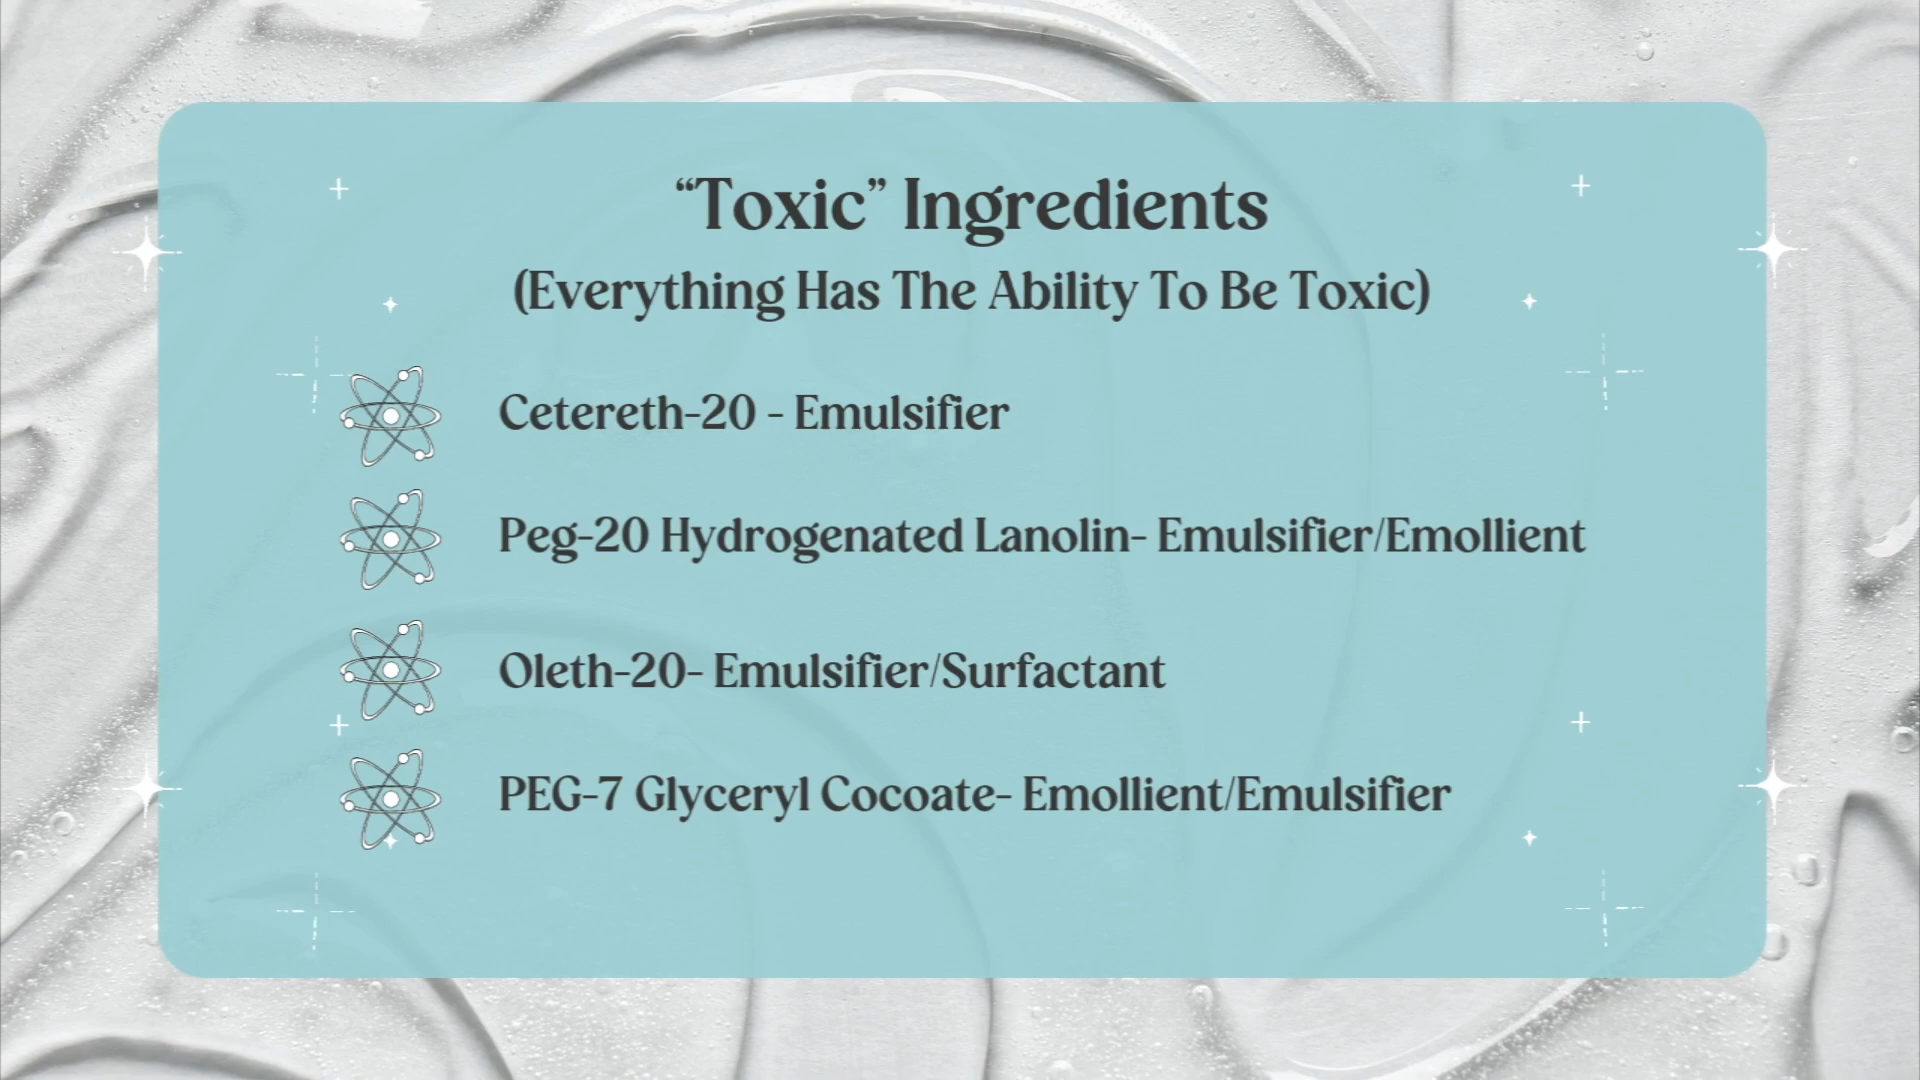 “Toxic” Ingredients
(Everything Has The Ability To Be Toxic)
Cetereth-20 - Emulsifier
Peg-20 Hydrogenated Lanolin- Emulsifier/Emollient
Oleth-20- Emulsifier/Surfactant
PEG-7 Glyceryl Cocoate- Emollient/Emulsifier